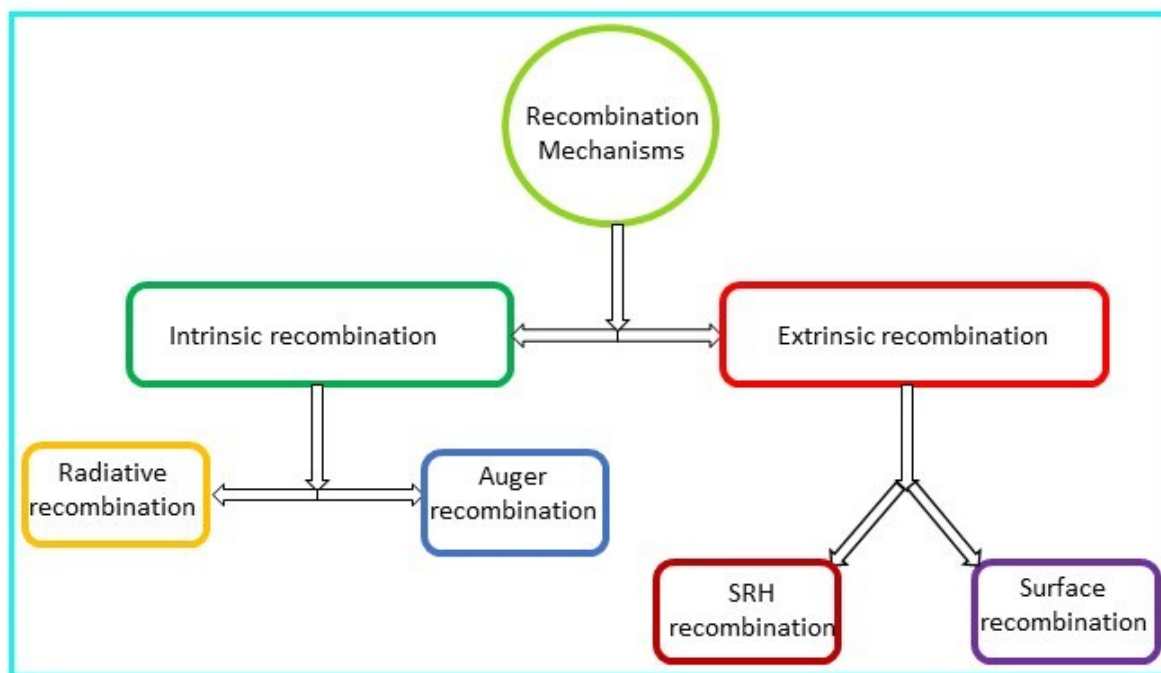 Recombination
Mechanisms
Intrinsic recombination
Extrinsic recombination
Radiative
recombination
Auger
recombination
SRH
recombination
Surface
recombination